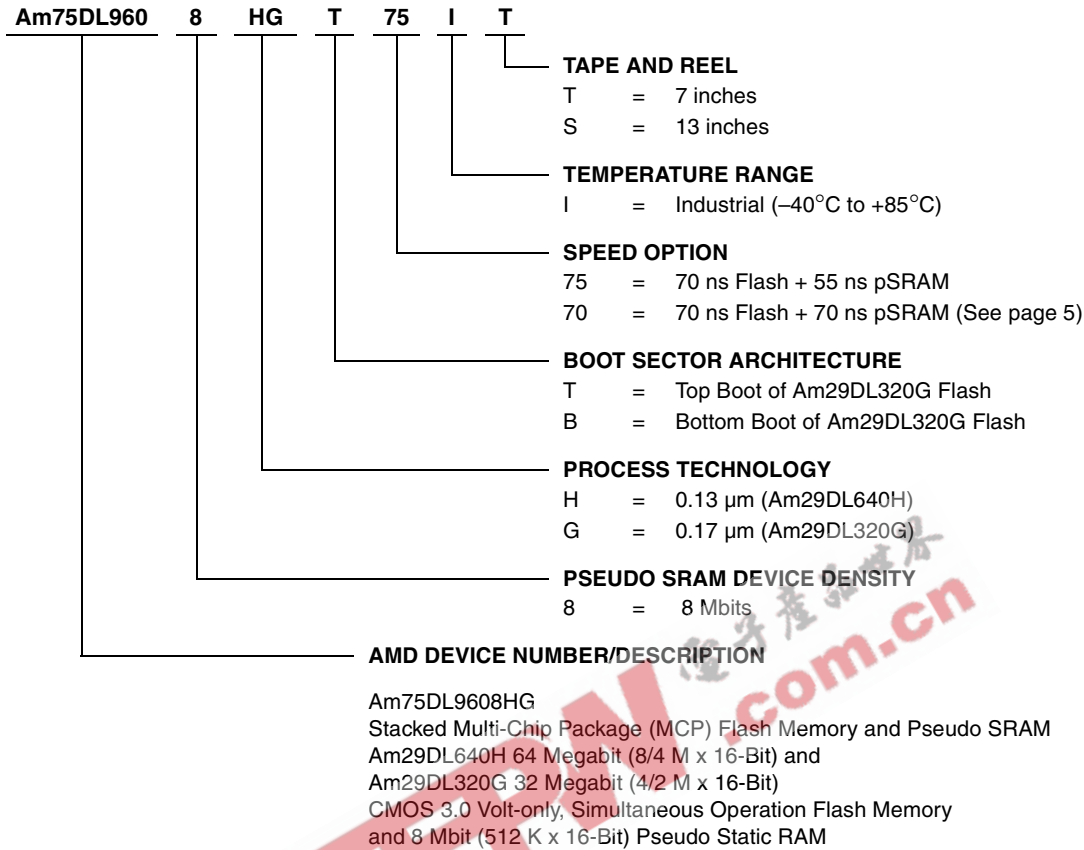 Am75DL960 8 HG T 75 I T
TAPE AND REEL
T = 7 inches
S = 13 inches
TEMPERATURE RANGE
I = Industrial (–40°C to +85°C)
SPEED OPTION
75 = 70 ns Flash + 55 ns pSRAM
70 = 70 ns Flash + 70 ns pSRAM (See page 5)
BOOT SECTOR ARCHITECTURE
T = Top Boot of Am29DL320G Flash
B = Bottom Boot of Am29DL320G Flash
PROCESS TECHNOLOGY
H = 0.13 µm (Am29DL640H)
G = 0.17 µm (Am29DL320G)
PSEUDO SRAM DEVICE DENSITY
8 = 8 Mbits
AMD DEVICE NUMBER/DESCRIPTION
Am75DL9608HG
Stacked Multi-Chip Package (MCP) Flash Memory and Pseudo SRAM
Am29DL640H 64 Megabit (8/4 M x 16-Bit) and
Am29DL320G 32 Megabit (4/2 M x 16-Bit)
CMOS 3.0 Volt-only, Simultaneous Operation Flash Memory
and 8 Mbit (512 K x 16-Bit) Pseudo Static RAM
.com.cn